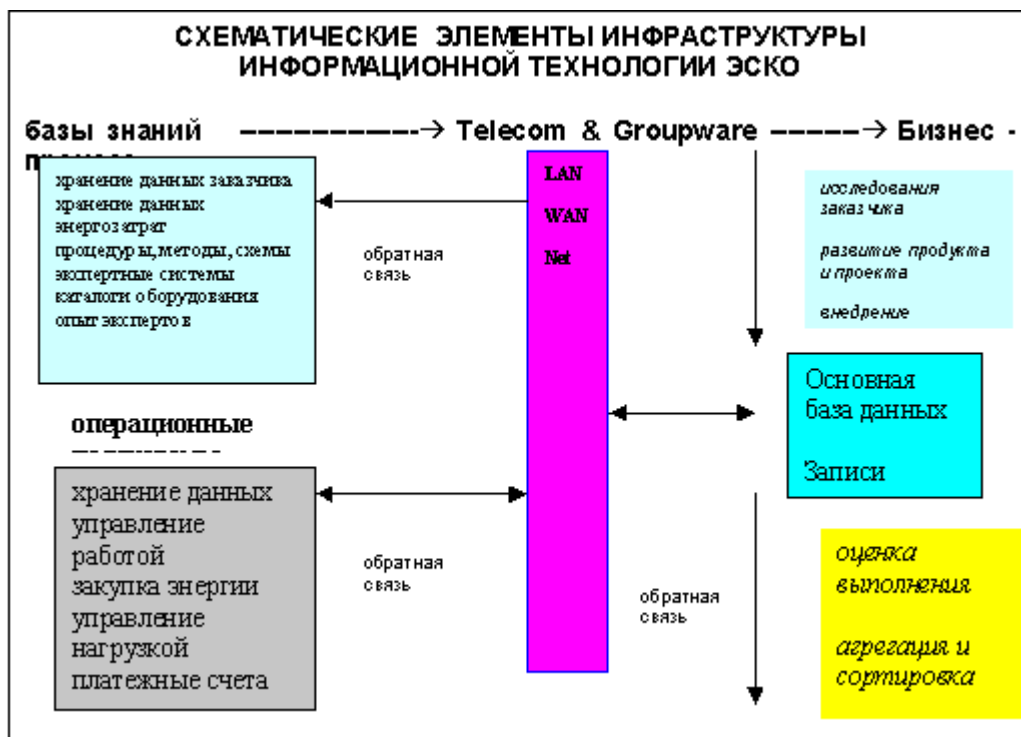 СХЕМАТИЧЕСКИЕ ЭЛЕМЕНТЫ ИНФРАСТРУКТУРЫ
ИНФОРМАЦИОННОЙ ТЕХНОЛОГИИ ЭСКО
базы знаний -----------------→ Telecom & Groupware --------→ Бизнес -
хранение данных заказчика
хранение данных
энергозатрат
процедуры, методы, схемы
экспертные системы
каталоги оборудования
опыт экспертов
обратная
связь
LAN
WAN
Net
исследования
заказчика
развитие продукта
и проекта
внедрение
Основная
база данных
Записи
операционные
---------------
хранение данных
управление
работой
закупка энергии
управление
нагрузкой
платежные счета
обратная
связь
обратная
связь
оценка
выполнения
агрегация и
сортировка